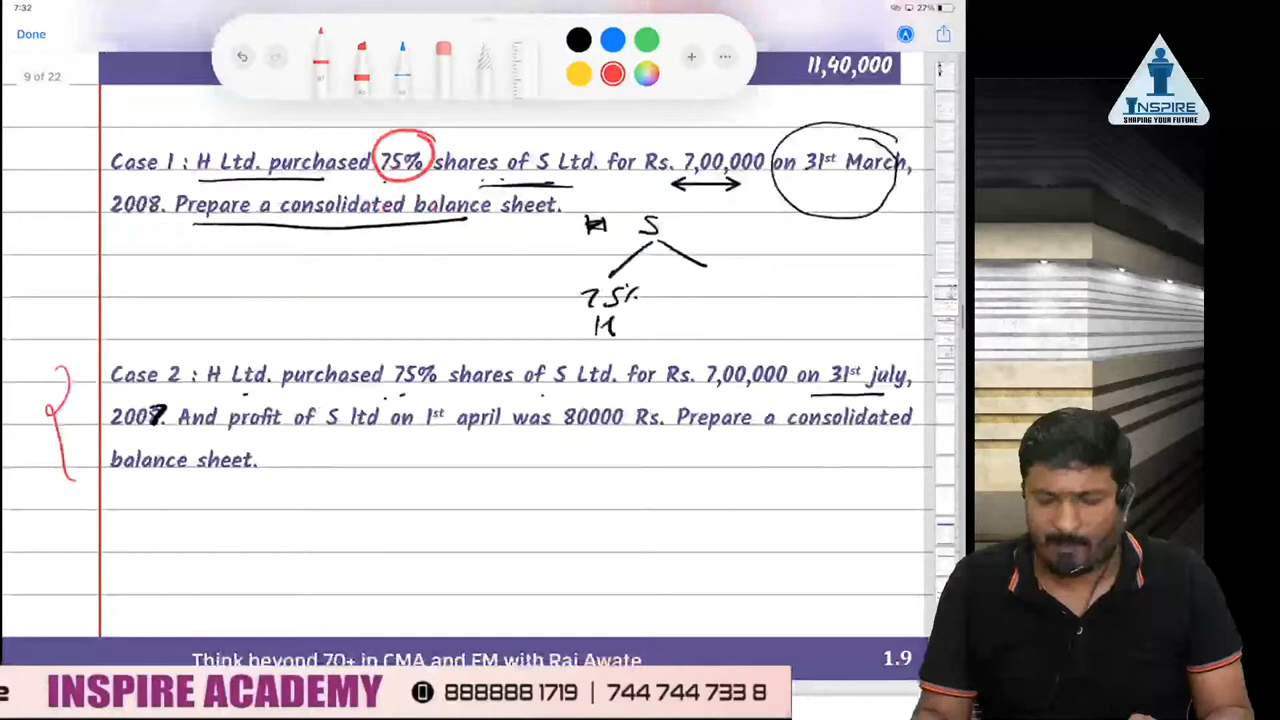 7:32
27%
Done
9 of 22
11,40,000
INSPIRE
SHAPING YOUR FUTURE
Case 1 : H Ltd. purchased 75% shares of S Ltd. for Rs. 7,00,000 on 31st March,
2008. Prepare a consolidated balance sheet.
H S
75%
H
Case 2 : H Ltd. purchased 75% shares of S Ltd. for Rs. 7,00,000 on 31st july,
2007. And profit of S ltd on 1st april was 80000 Rs. Prepare a consolidated
balance sheet.
Think beyond 70+ in CMA and FM with Raj Awate
1.9
e INSPIRE ACADEMY 888888 1719 | 744 744 733 8